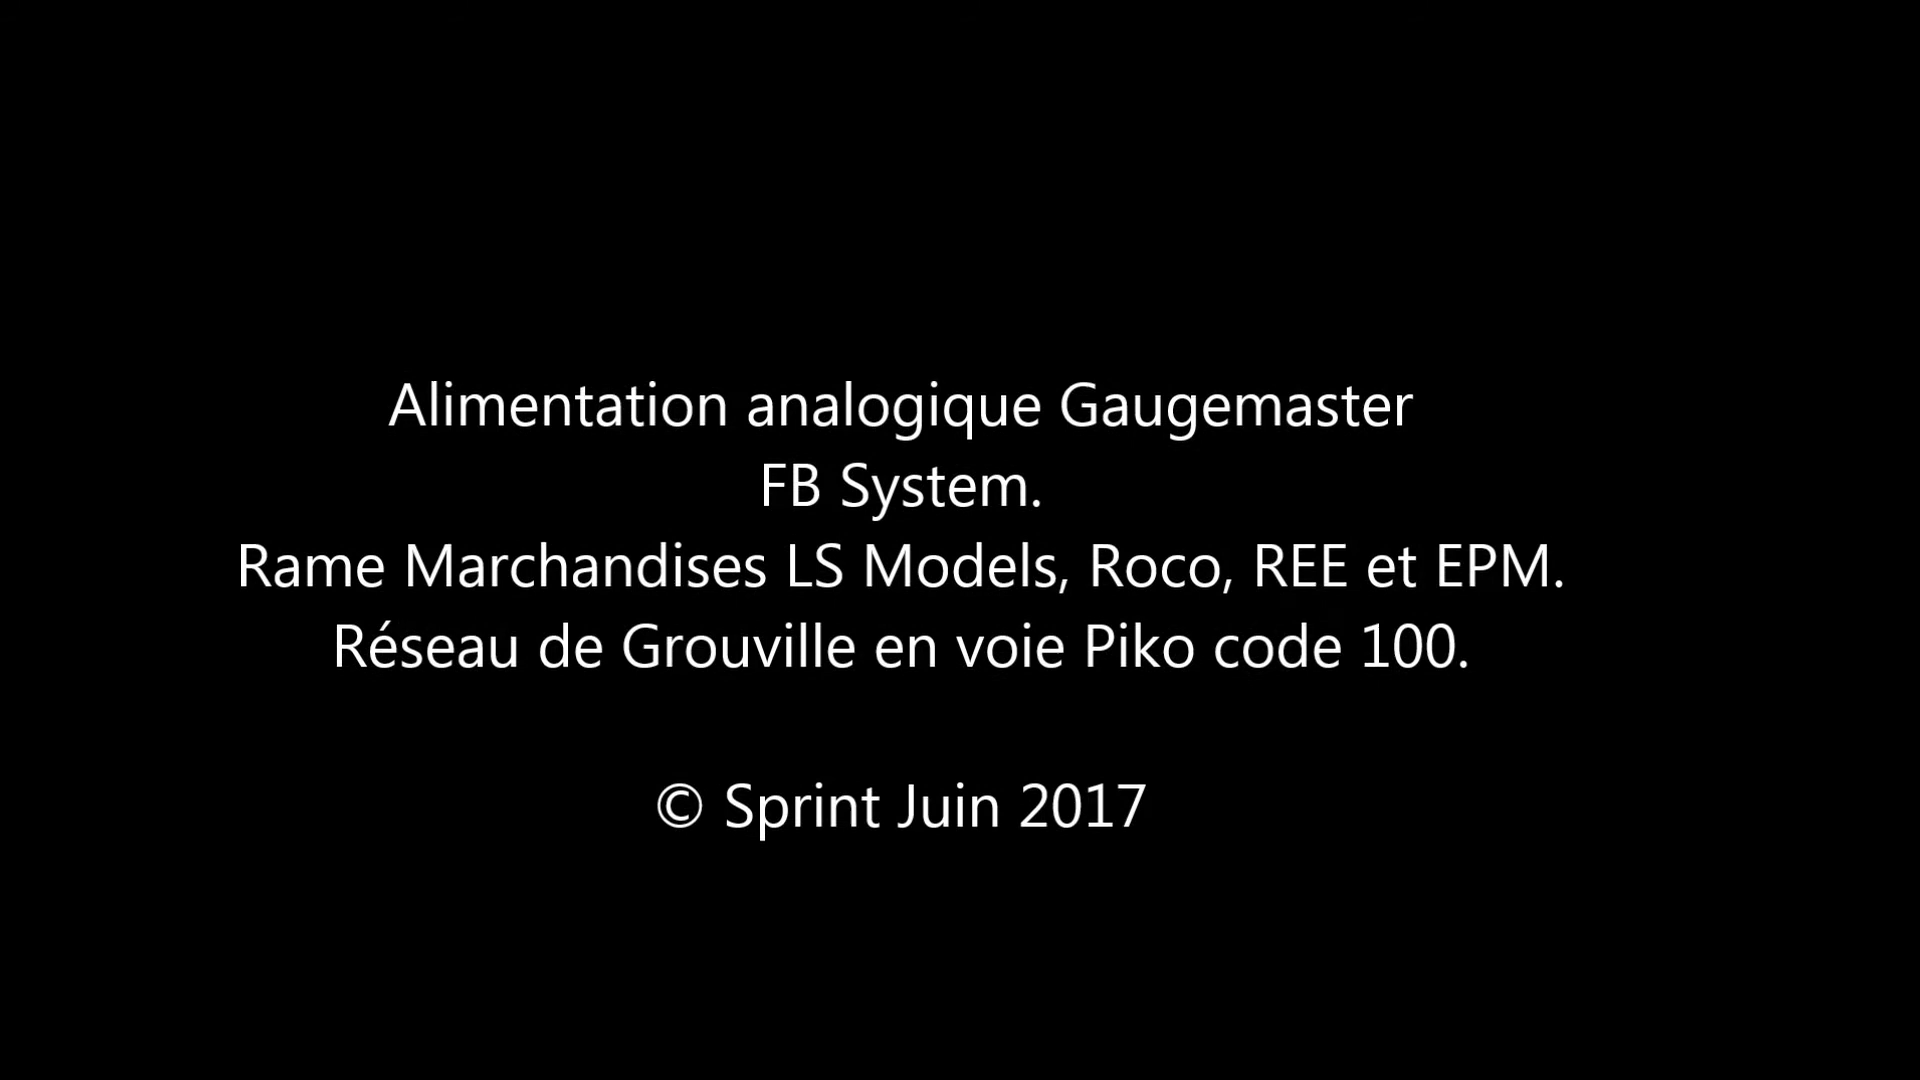 Alimentation analogique Gaugemaster
FB System.
Rame Marchandises LS Models, Roco, REE et EPM.
Réseau de Grouville en voie Piko code 100.
© Sprint Juin 2017